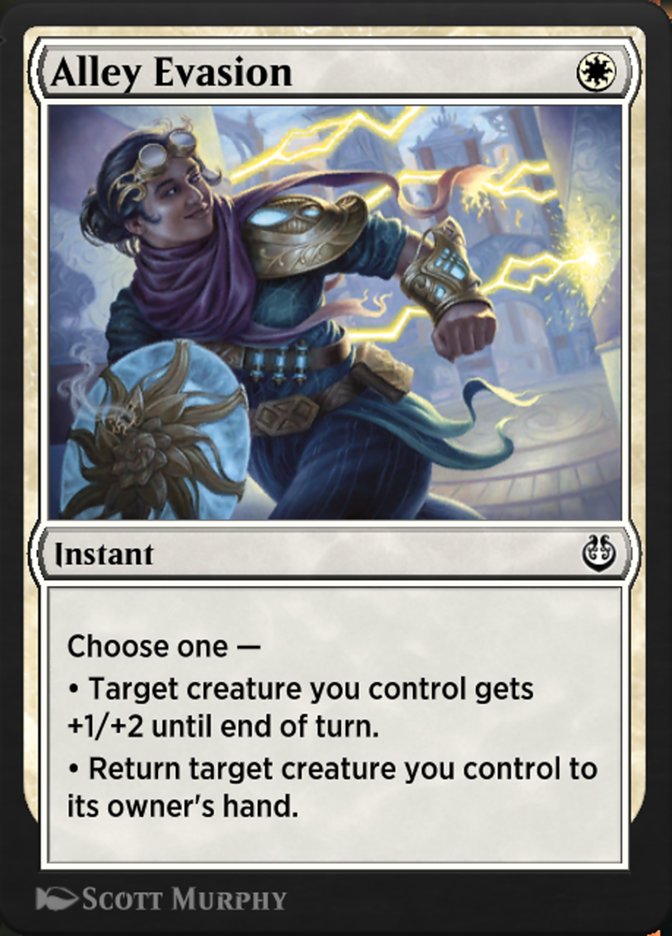 Alley Evasion
Instant
Choose one —
• Target creature you control gets
+1/+2 until end of turn.
• Return target creature you control to
its owner's hand.
Scott Murphy